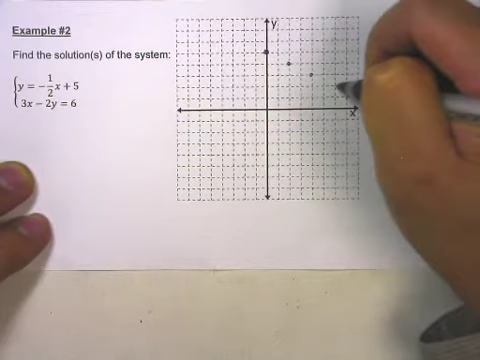 Example #2
Find the solution(s) of the system:
y
{y = -1/2x + 5
{3x − 2y = 6
x